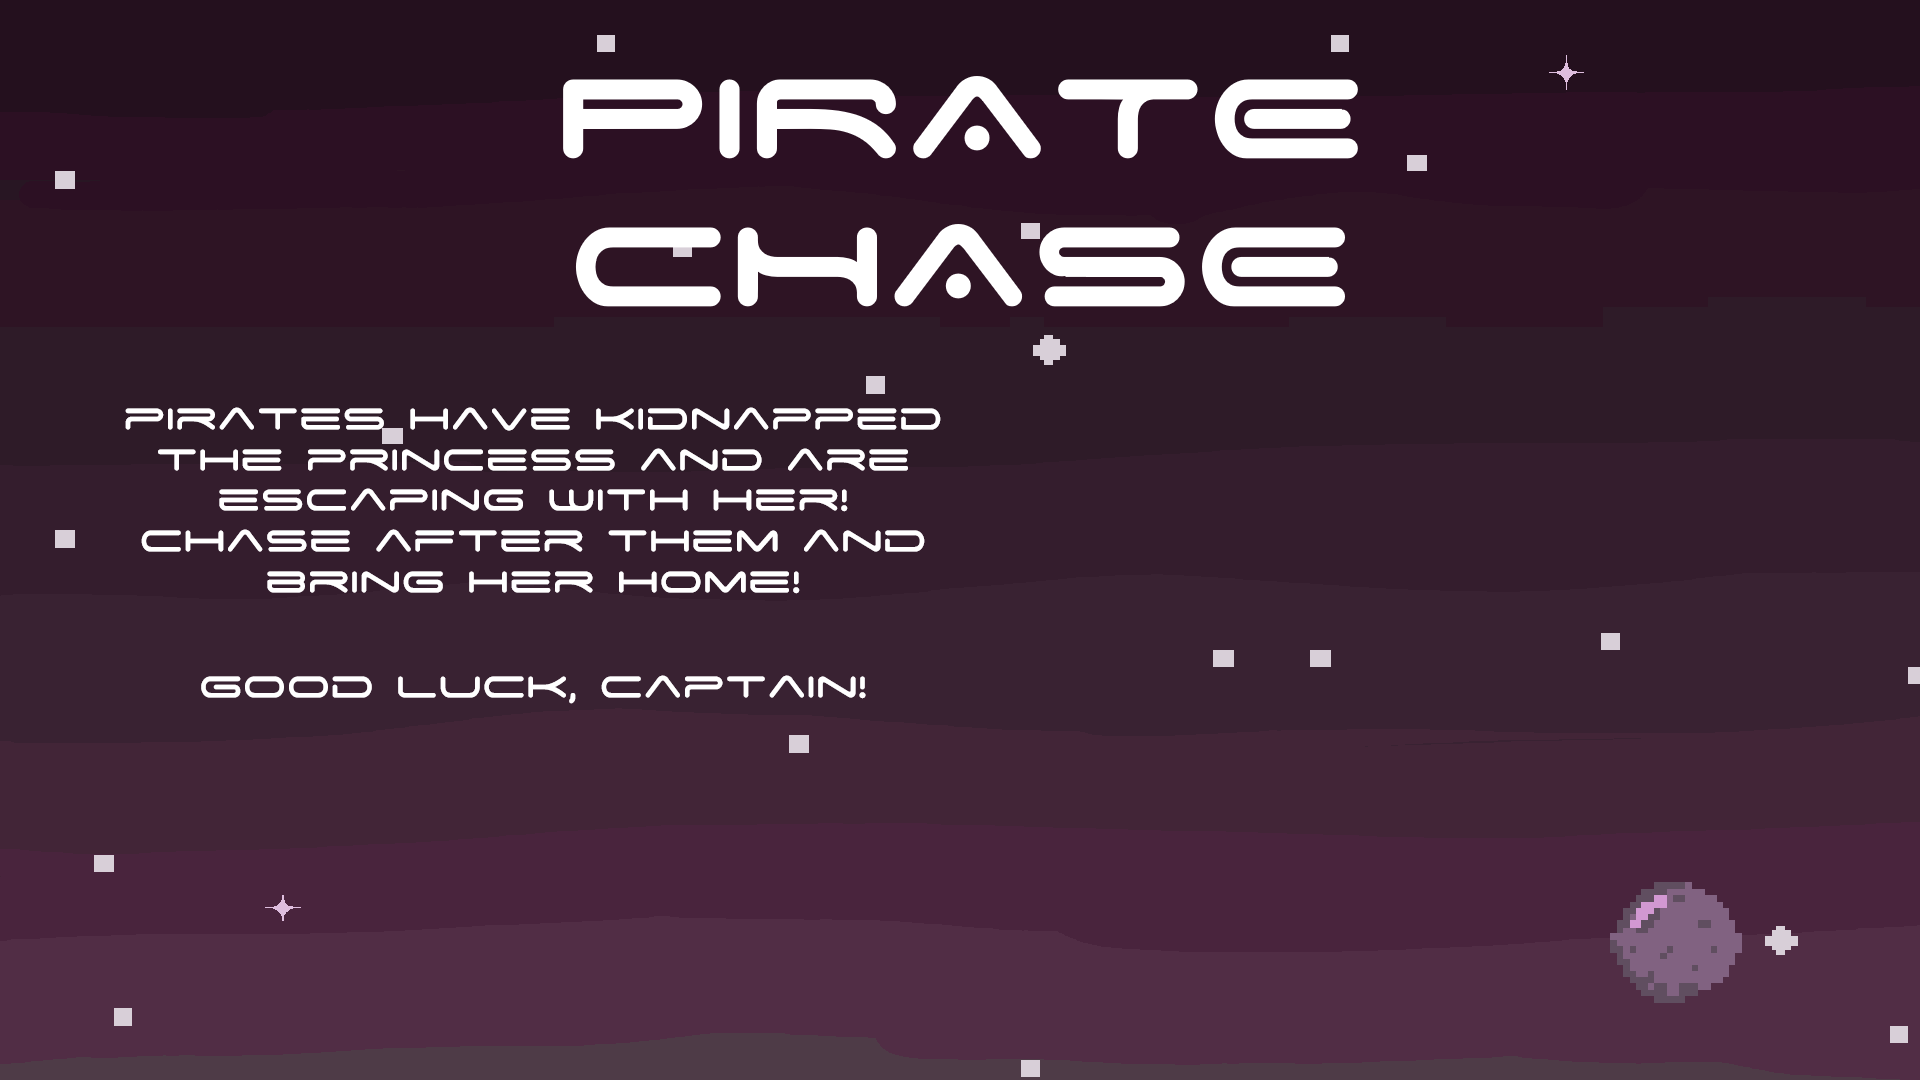 PIRATE
CHASE
PIRATES HAVE KIDNAPPED
THE PRINCESS AND ARE
ESCAPING WITH HER!
CHASE AFTER THEM AND
BRING HER HOME!
GOOD LUCK, CAPTAIN!